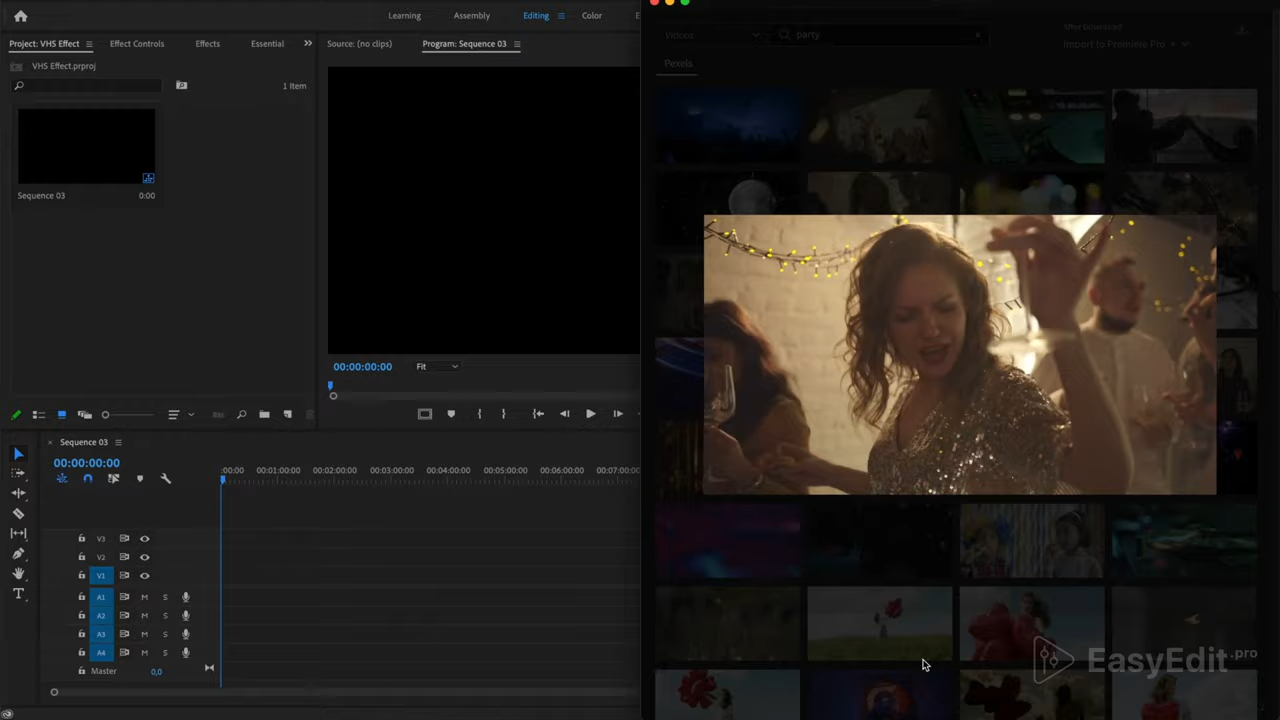 Learning Assembly Editing Color E
Project: VHS Effect Effect Controls Effects Essential
VHS Effect.prproj
1 Item
Sequence 03 0:00
Source: (no clips) Program: Sequence 03
00:00:00:00 Fit
Videos party
After Download
Import to Premiere Pro
Pexels
Sequence 03
00:00:00:00
:00:00 00:01:00:00 00:02:00:00 00:03:00:00 00:04:00:00 00:05:00:00 00:06:00:00 00:07:00:00
V3
V2
V1
A1 M S
A2 M S
A3 M S
A4 M S
Master 0,0
EasyEdit.pro